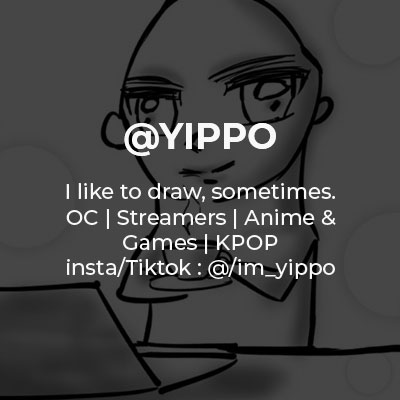 @YIPPO
I like to draw, sometimes.
OC | Streamers | Anime &
Games | KPOP
insta/Tiktok : @/im_yippo